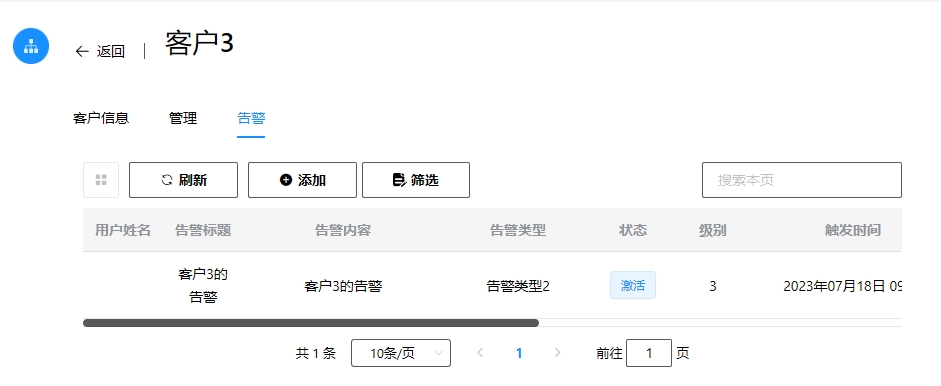 返回 | 客户3
客户信息 管理 告警
刷新 添加 筛选 搜索本页
用户姓名 告警标题 告警内容 告警类型 状态 级别 触发时间
客户3的
告警
客户3的告警 告警类型2 激活 3 2023年07月18日 09
共 1 条 10条/页 1 前往 1 页